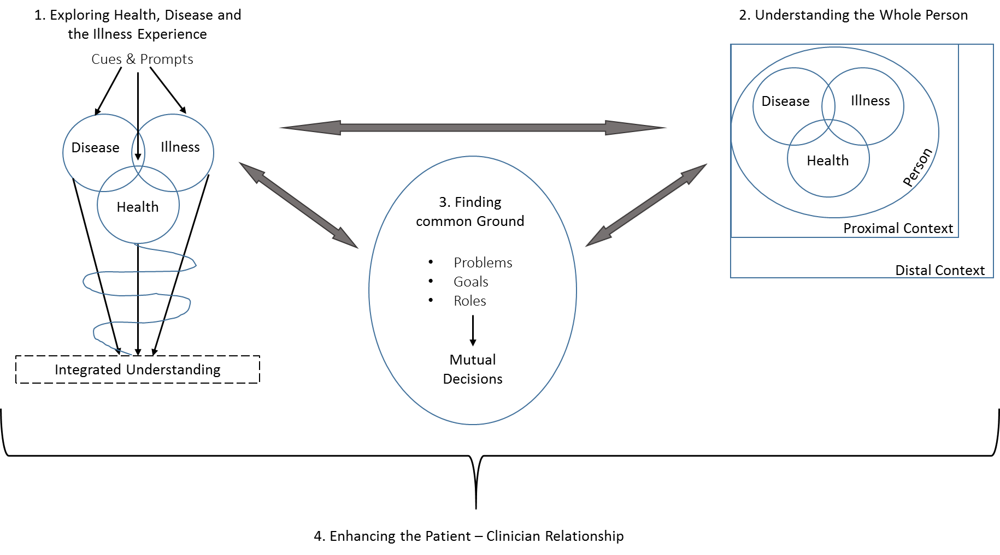 1. Exploring Health, Disease and
the Illness Experience
Cues & Prompts
Disease
Illness
Health
Integrated Understanding
2. Understanding the Whole Person
Disease
Illness
Health
Person
Proximal Context
Distal Context
3. Finding
common Ground
• Problems
• Goals
• Roles
Mutual
Decisions
4. Enhancing the Patient – Clinician Relationship